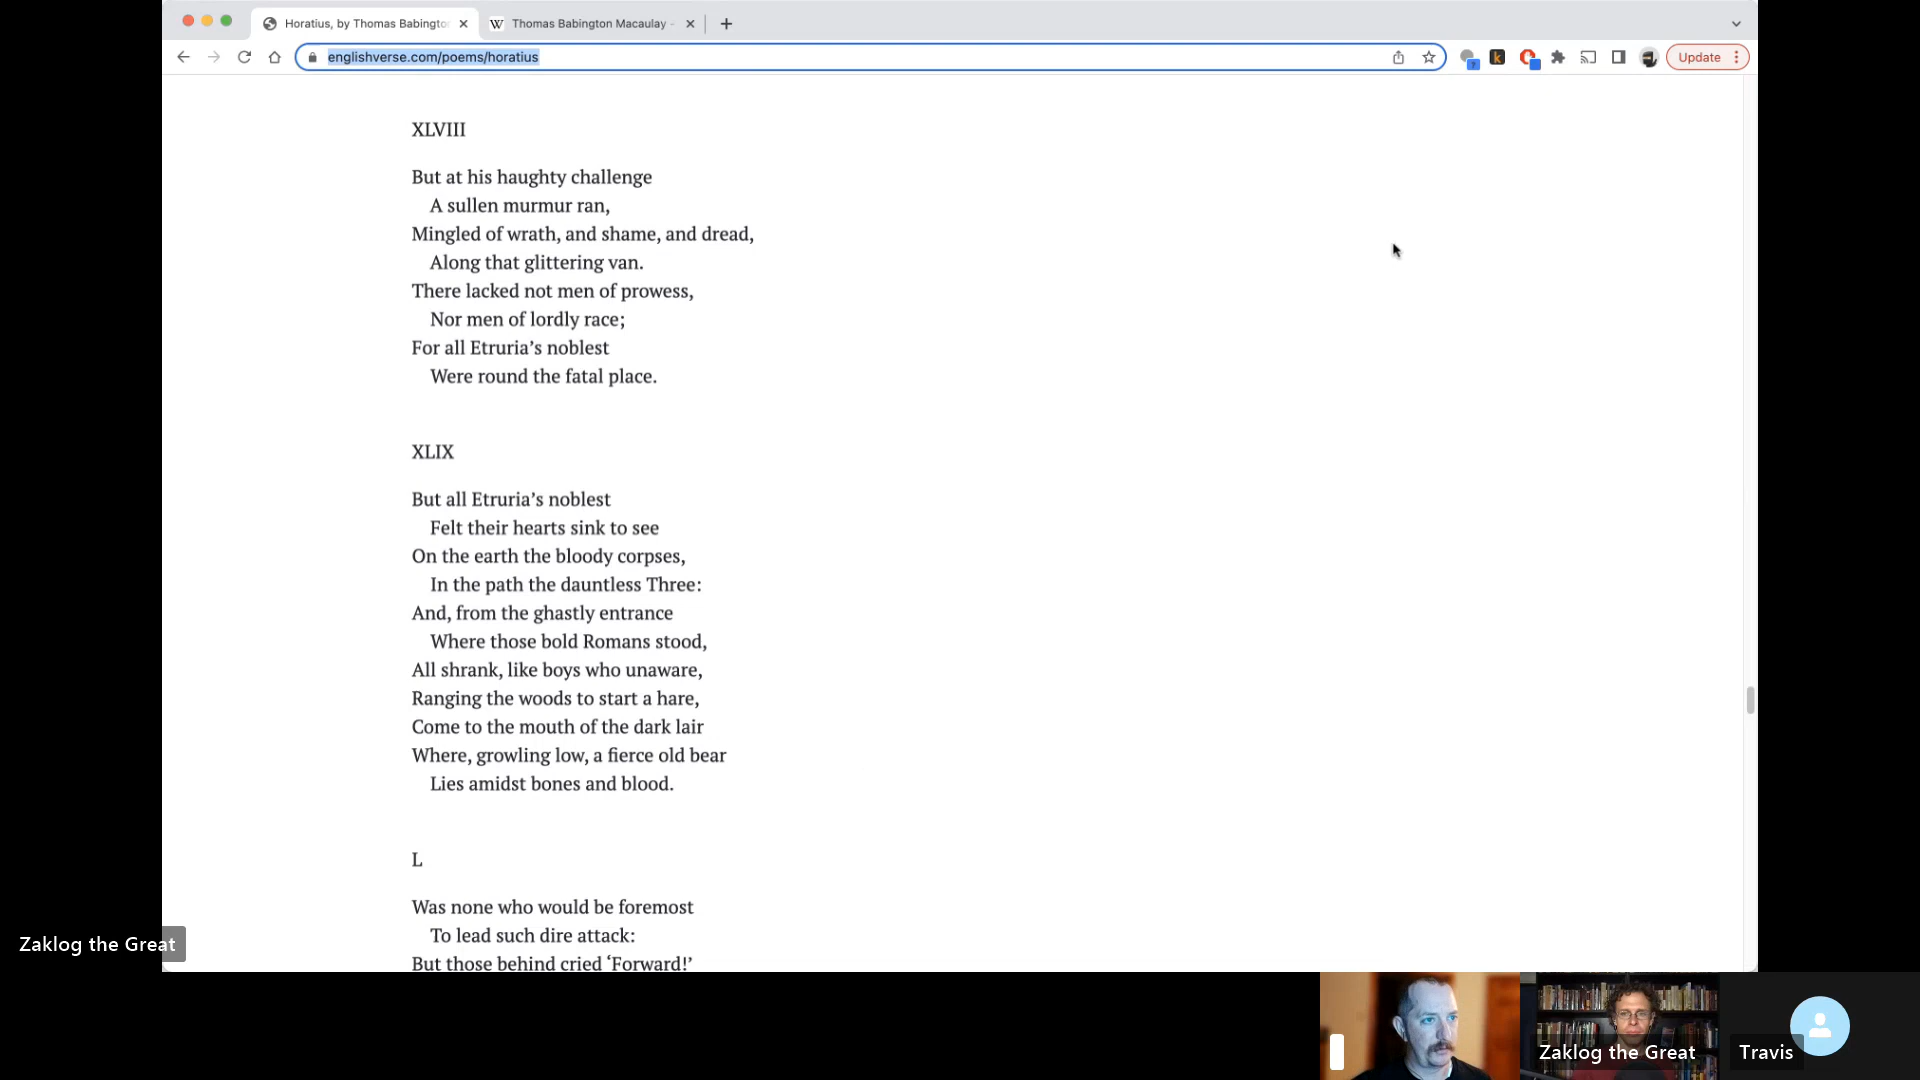 Horatius, by Thomas Babingto
Thomas Babington Macaulay -
englishverse.com/poems/horatius
Update
XLVIII
But at his haughty challenge
A sullen murmur ran,
Mingled of wrath, and shame, and dread,
Along that glittering van.
There lacked not men of prowess,
Nor men of lordly race;
For all Etruria’s noblest
Were round the fatal place.
XLIX
But all Etruria’s noblest
Felt their hearts sink to see
On the earth the bloody corpses,
In the path the dauntless Three:
And, from the ghastly entrance
Where those bold Romans stood,
All shrank, like boys who unaware,
Ranging the woods to start a hare,
Come to the mouth of the dark lair
Where, growling low, a fierce old bear
Lies amidst bones and blood.
L
Was none who would be foremost
To lead such dire attack:
But those behind cried ‘Forward!’
Zaklog the Great
Zaklog the Great
Travis